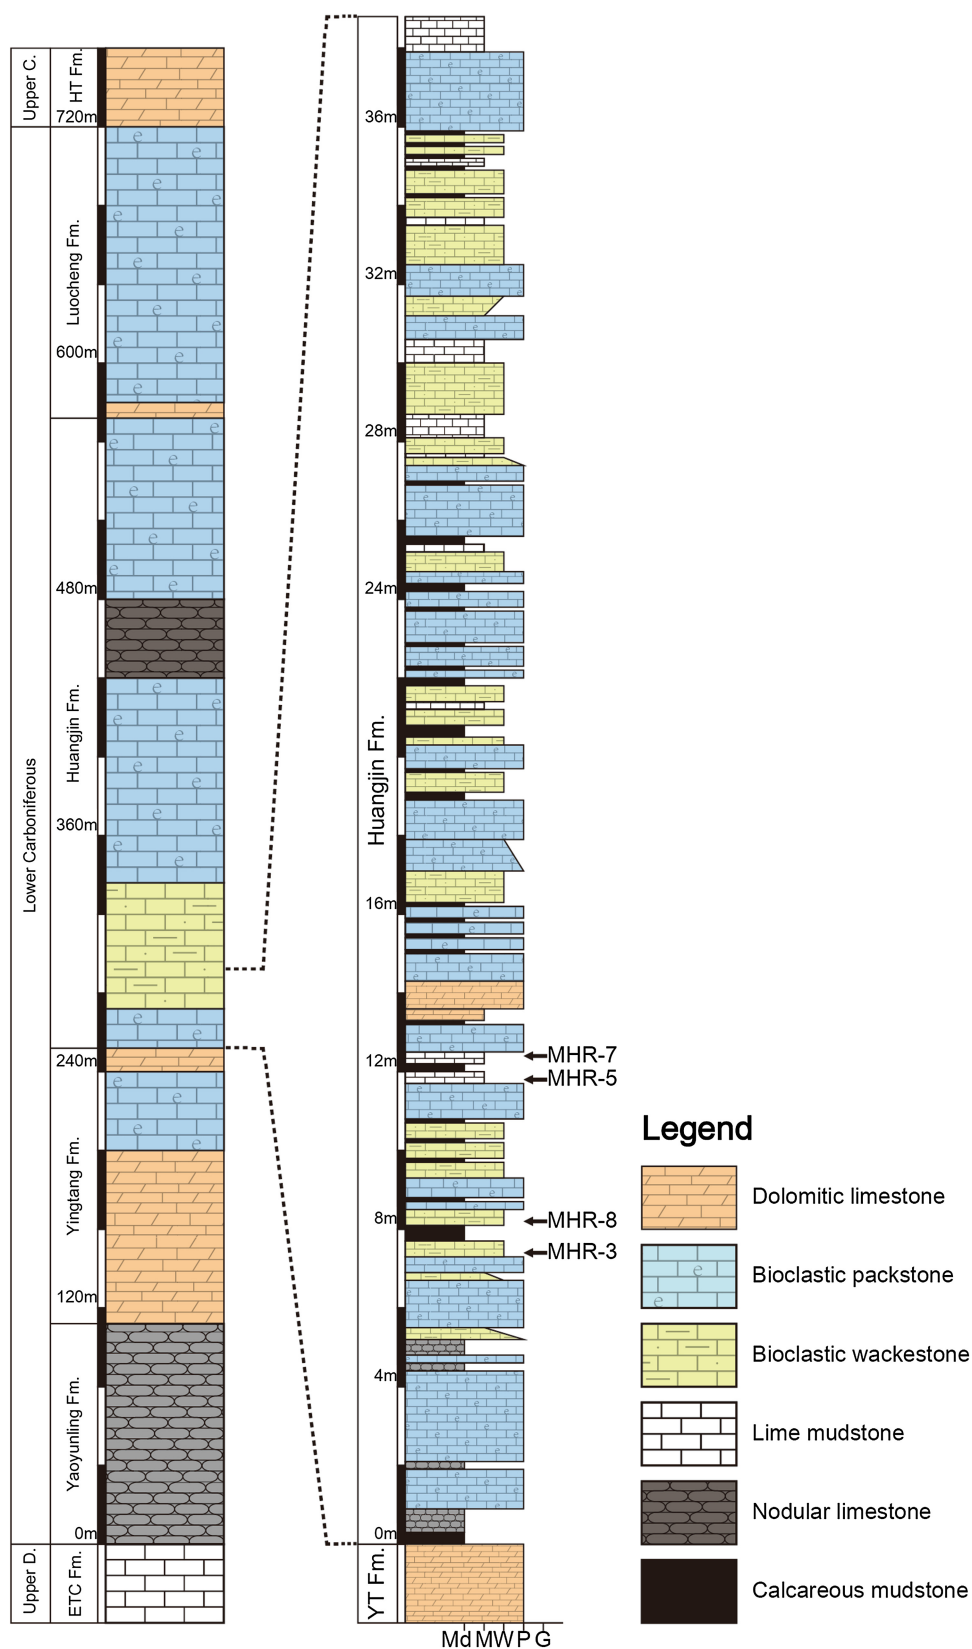 Upper C.
HT Fm.
720m
Luocheng Fm.
600m
480m
Lower Carboniferous
Huangjin Fm.
360m
240m
Yingtang Fm.
120m
Yaoyunling Fm.
0m
Upper D.
ETC Fm.
36m
32m
28m
24m
Huangjin Fm.
16m
12m
8m
4m
0m
YT Fm.
Md M W P G
MHR-7
MHR-5
MHR-8
MHR-3
Legend
Dolomitic limestone
Bioclastic packstone
Bioclastic wackestone
Lime mudstone
Nodular limestone
Calcareous mudstone